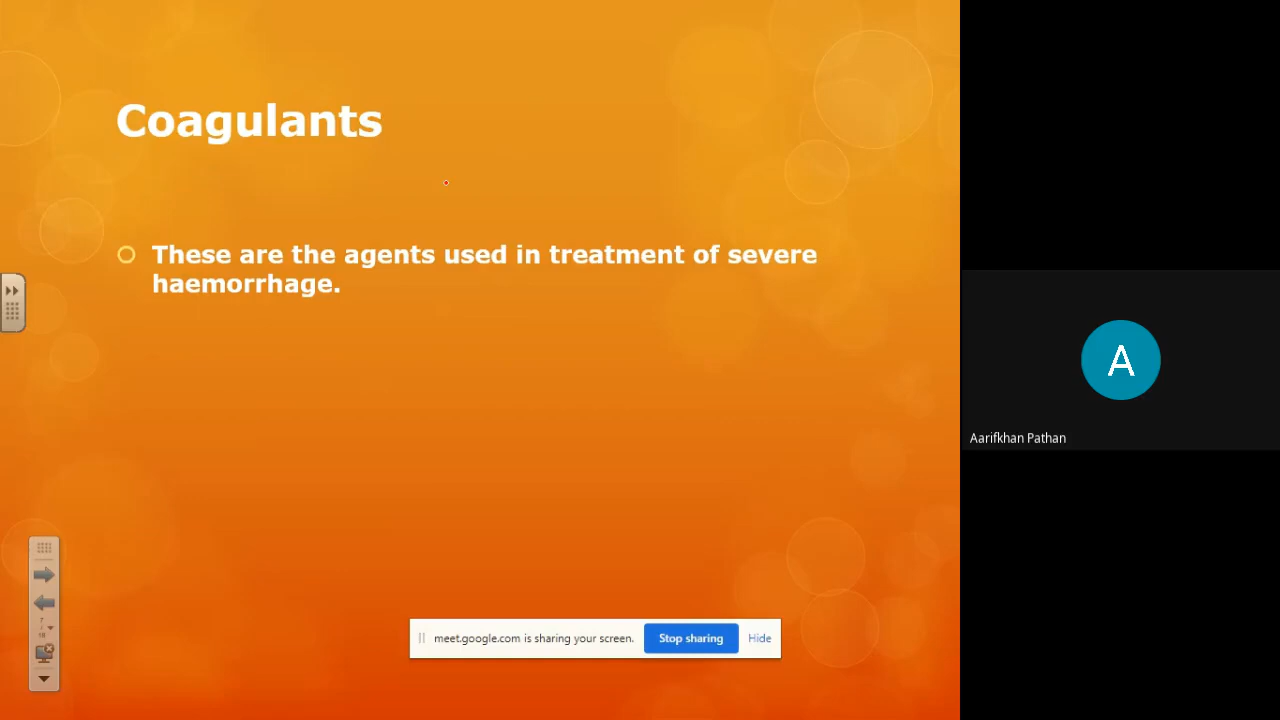 Coagulants
These are the agents used in treatment of severe
haemorrhage.
meet.google.com is sharing your screen.
Stop sharing
Hide
A
Aarifkhan Pathan